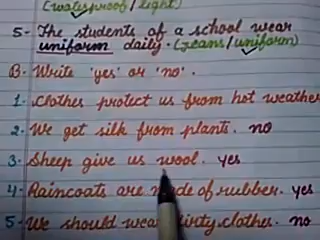 (waterproof/light)
5- The students of a school wear
uniform daily. (jeans/uniform)
B- Write 'yes' or 'no'.
1- Clothes protect us from hot weather
2- We get silk from plants. no
3- Sheep give us wool. yes
4- Raincoats are made of rubber. yes
5- We should wear dirty clothes. no